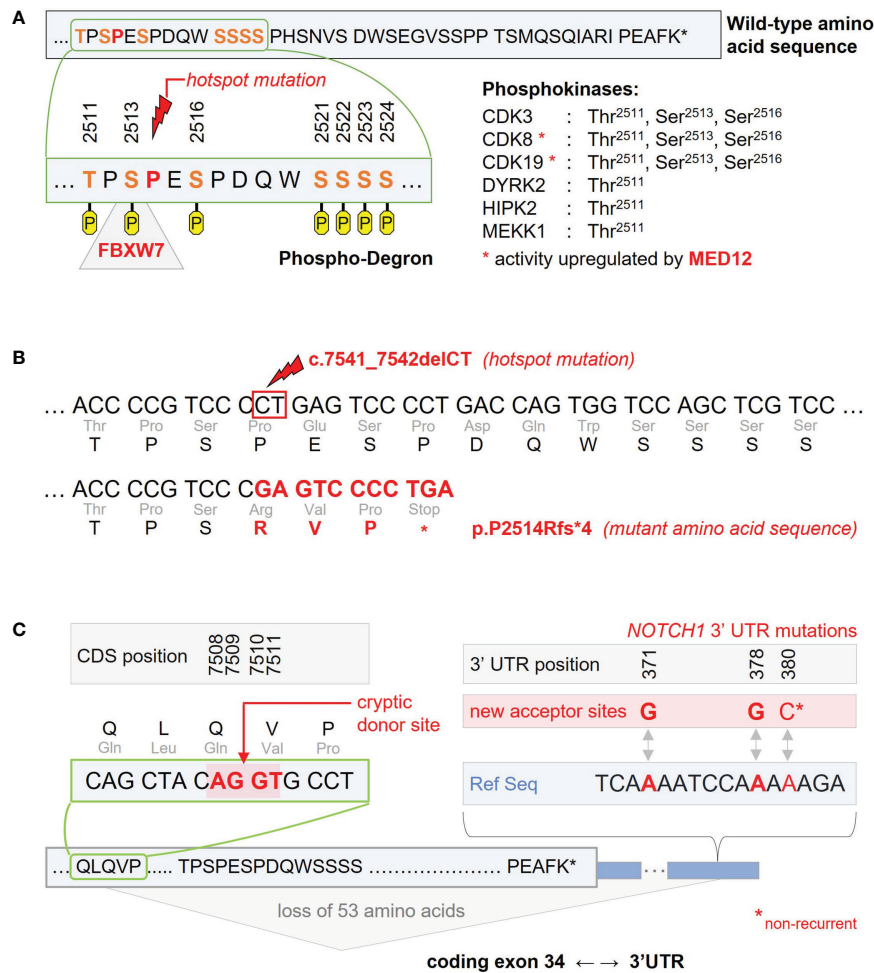 A
... TPSPESPDQW SSSS PHSNVS DWSEGVSSPP TSMQSQIARI PEAFK*
Wild-type amino
acid sequence
hotspot mutation
2511 2513 2516 2521 2522 2523 2524
... T P S P E S P D Q W S S S S ...
P P P P P P P
FBXW7
Phospho-Degron
Phosphokinases:
CDK3 : Thr2511, Ser2513, Ser2516
CDK8 * : Thr2511, Ser2513, Ser2516
CDK19 * : Thr2511, Ser2513, Ser2516
DYRK2 : Thr2511
HIPK2 : Thr2511
MEKK1 : Thr2511
* activity upregulated by MED12
B
c.7541_7542delCT (hotspot mutation)
... ACC CCG TCC CCT GAG TCC CCT GAC CAG TGG TCC AGC TCG TCC ...
Thr Pro Ser Pro Glu Ser Pro Asp Gln Trp Ser Ser Ser Ser
T P S P E S P D Q W S S S S
... ACC CCG TCC CGA GTC CCC TGA
Thr Pro Ser Arg Val Pro Stop
T P S R V P *
p.P2514Rfs*4 (mutant amino acid sequence)
C
CDS position
7508 7509 7510 7511
cryptic
donor site
Q L Q V P
Gln Leu Gln Val Pro
CAG CTA CAG GTG CCT
NOTCH1 3' UTR mutations
3' UTR position 371 378 380
new acceptor sites G G C*
Ref Seq TCAAAATCCAAAAAGA
...QLQVP ..... TPSPESPDQWSSSS ........................ PEAFK*
...
loss of 53 amino acids
* non-recurrent
coding exon 34 ← → 3'UTR